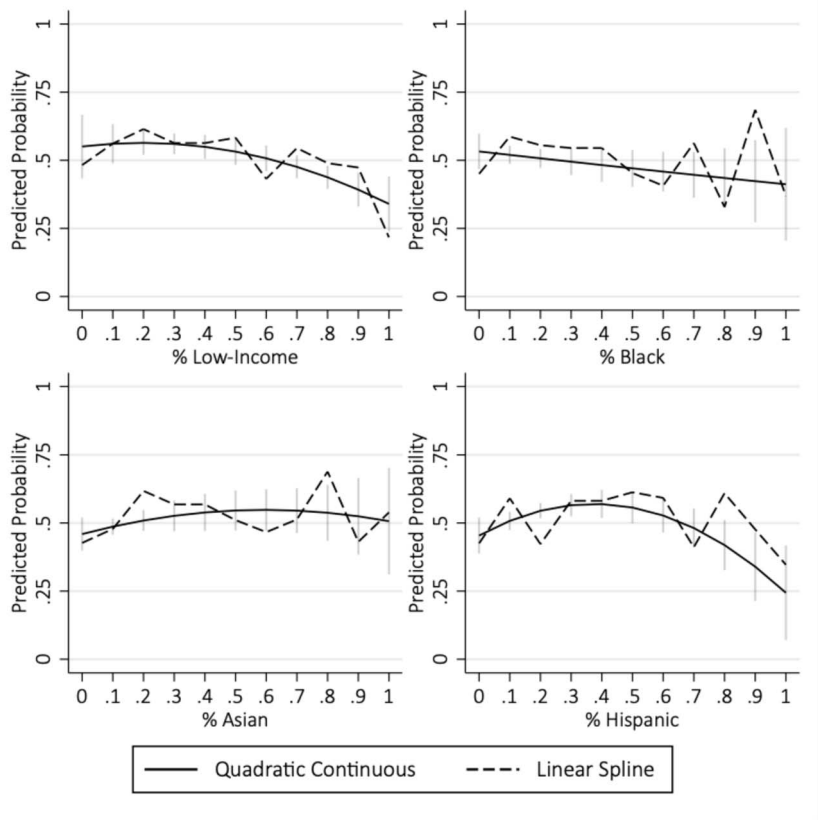 Predicted Probability
1
.75
.5
.25
0
0 .1 .2 .3 .4 .5 .6 .7 .8 .9 1
% Low-Income
Predicted Probability
1
.75
.5
.25
0
0 .1 .2 .3 .4 .5 .6 .7 .8 .9 1
% Black
Predicted Probability
1
.75
.5
.25
0
0 .1 .2 .3 .4 .5 .6 .7 .8 .9 1
% Asian
Predicted Probability
1
.75
.5
.25
0
0 .1 .2 .3 .4 .5 .6 .7 .8 .9 1
% Hispanic
Quadratic Continuous Linear Spline